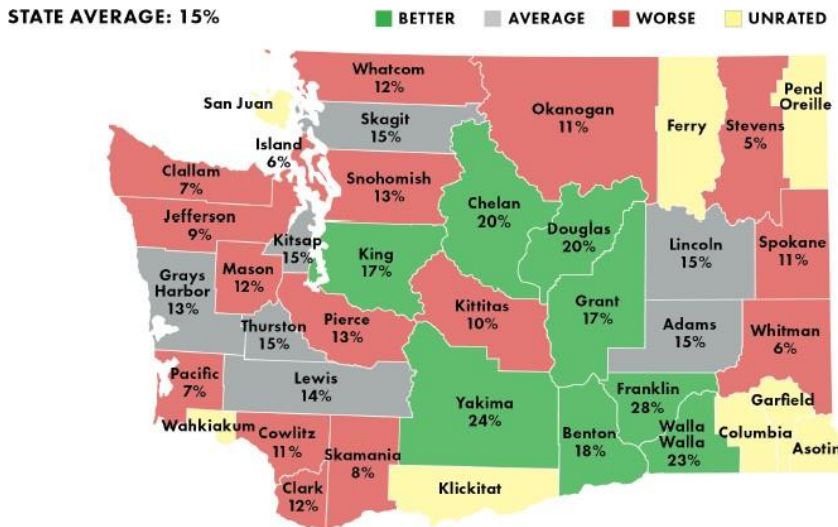 STATE AVERAGE: 15%
BETTER
AVERAGE
WORSE
UNRATED
Whatcom
12%
San Juan
Skagit
15%
Okanogan
11%
Ferry
Stevens
5%
Pend
Oreille
Island
6%
Clallam
7%
Snohomish
13%
Chelan
20%
Douglas
20%
Jefferson
9%
Kitsap
15%
King
17%
Lincoln
15%
Spokane
11%
Grays
Harbor
13%
Mason
12%
Kittitas
10%
Grant
17%
Pierce
13%
Thurston
15%
Adams
15%
Whitman
6%
Pacific
7%
Lewis
14%
Yakima
24%
Franklin
28%
Garfield
Wahkiakum
Cowlitz
11%
Skamania
8%
Benton
18%
Walla
Walla
23%
Columbia
Asotin
Clark
12%
Klickitat